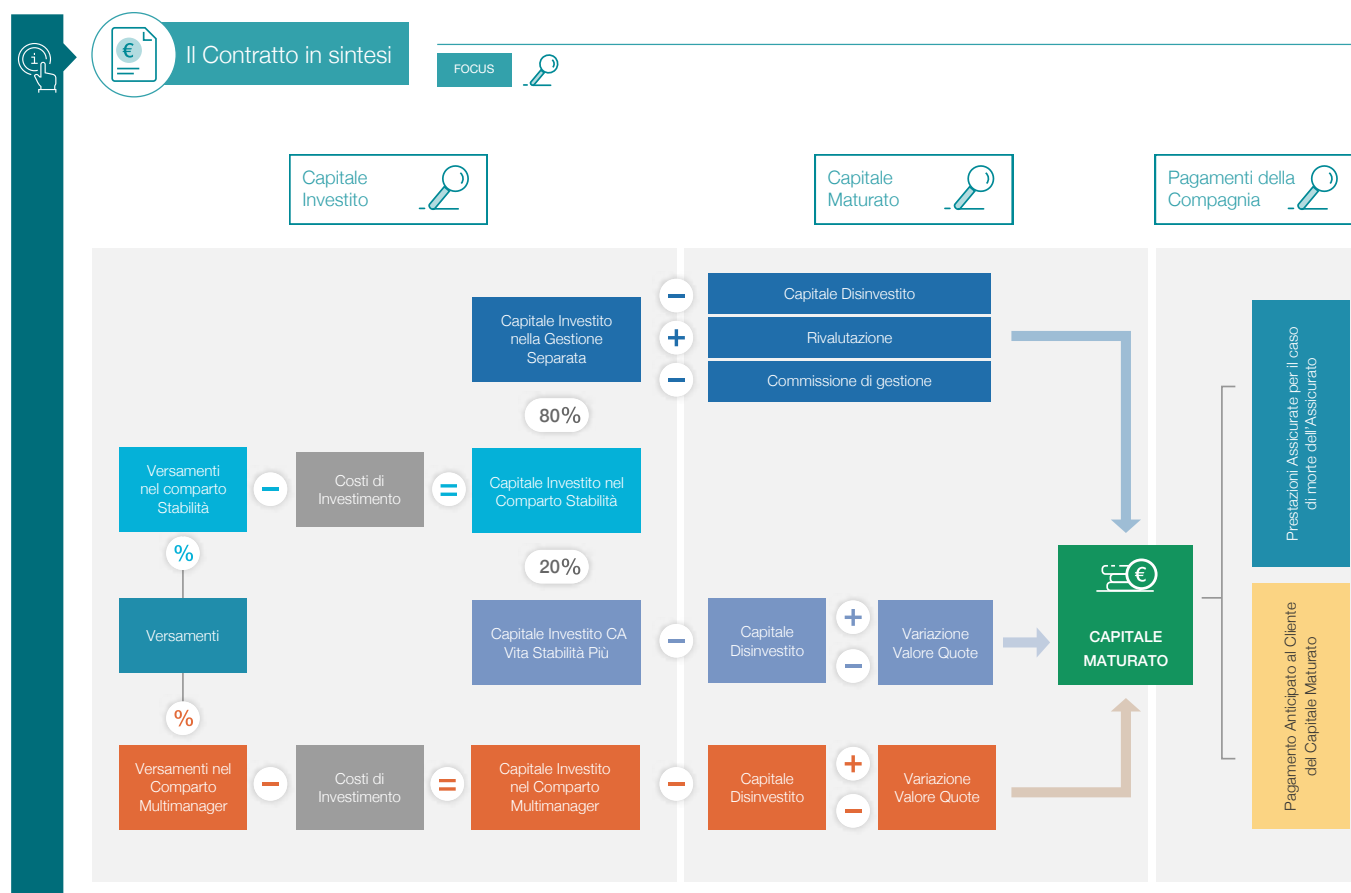 Il Contratto in sintesi
FOCUS
Capitale
Investito
Capitale
Maturato
Pagamenti della
Compagnia
Capitale Investito
nella Gestione
Separata
−
+
−
Capitale Disinvestito
Rivalutazione
Commissione di gestione
80%
Versamenti
nel comparto
Stabilità
−
Costi di
Investimento
=
Capitale Investito nel
Comparto Stabilità
%
20%
Versamenti
Capitale Investito CA
Vita Stabilità Più
−
Capitale
Disinvestito
+
−
Variazione
Valore Quote
€
CAPITALE
MATURATO
%
Versamenti nel
Comparto
Multimanager
−
Costi di
Investimento
=
Capitale Investito
nel Comparto
Multimanager
−
Capitale
Disinvestito
+
−
Variazione
Valore Quote
Prestazioni Assicurate per il caso
di morte dell'Assicurato
Pagamento Anticipato al Cliente
del Capitale Maturato